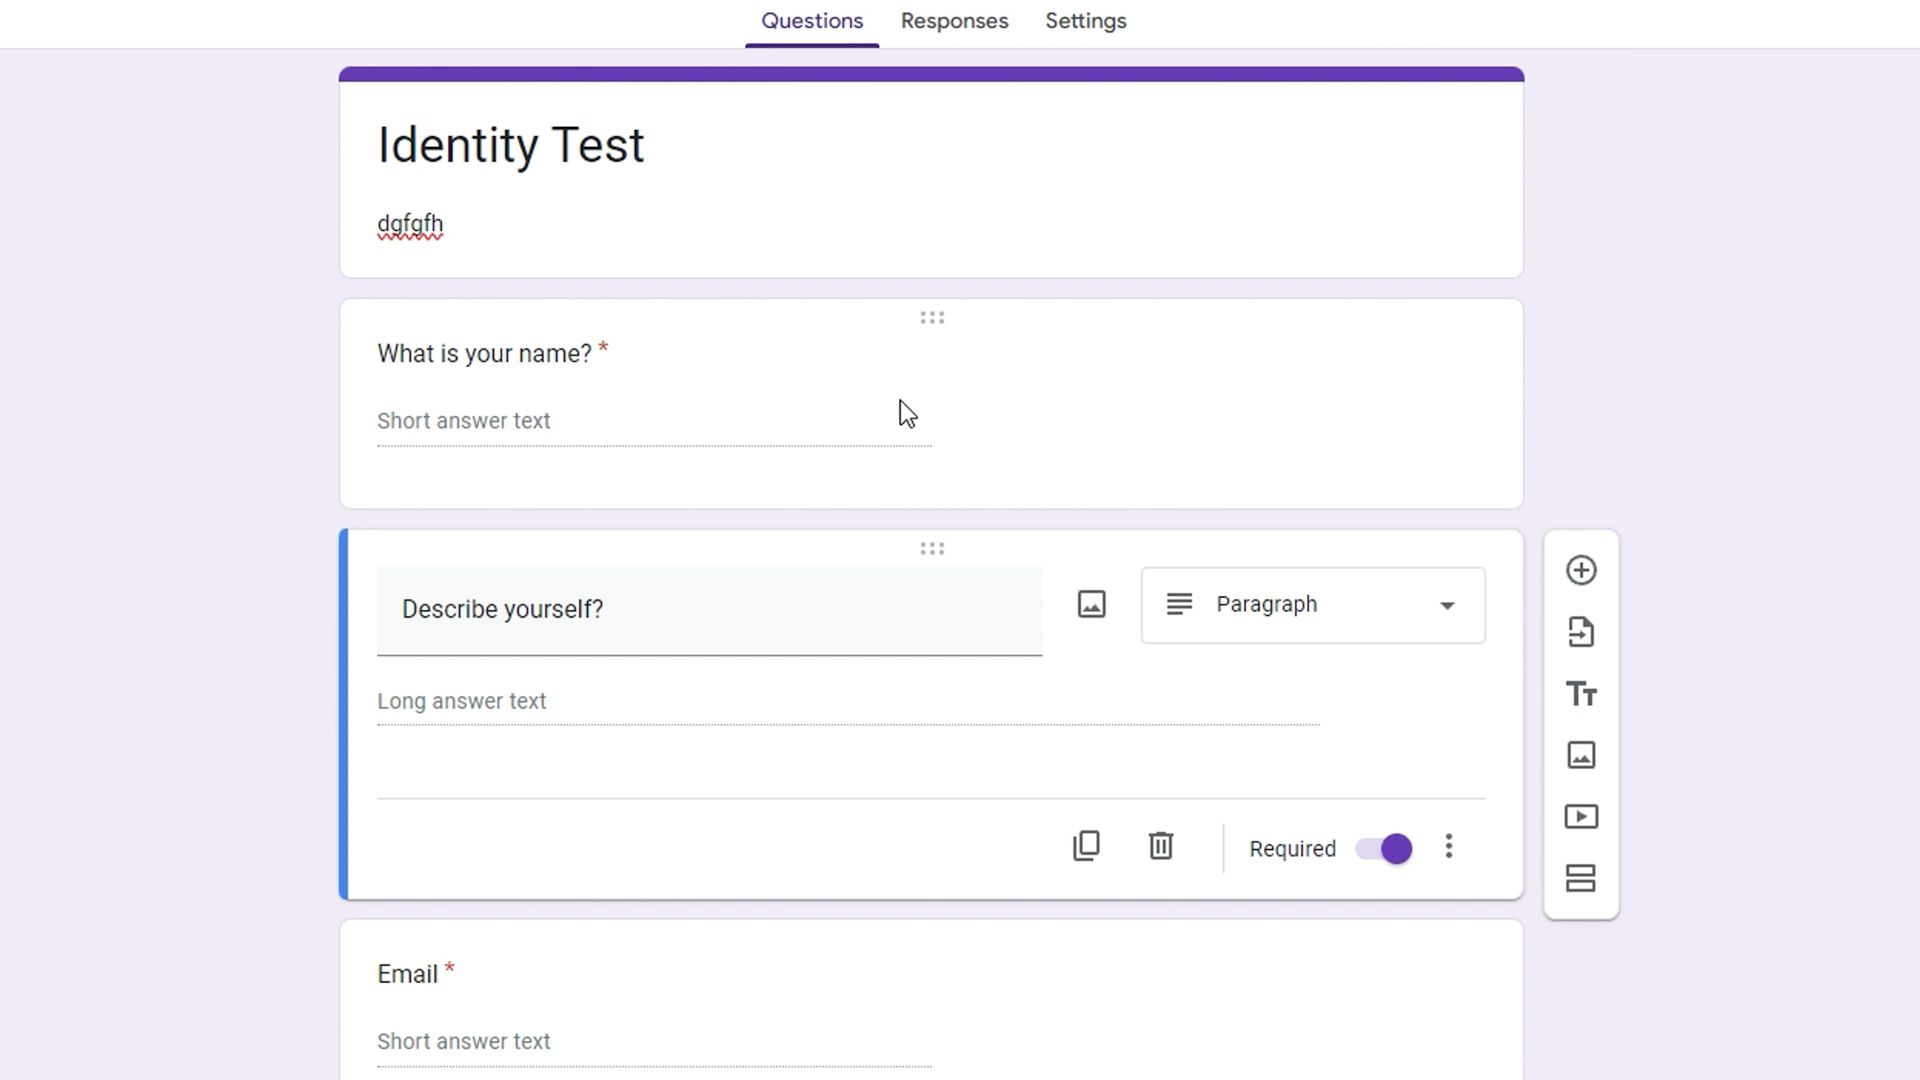 Questions Responses Settings
Identity Test
dgfgfh
What is your name? *
Short answer text
Describe yourself?
Paragraph
Long answer text
Required
Email *
Short answer text